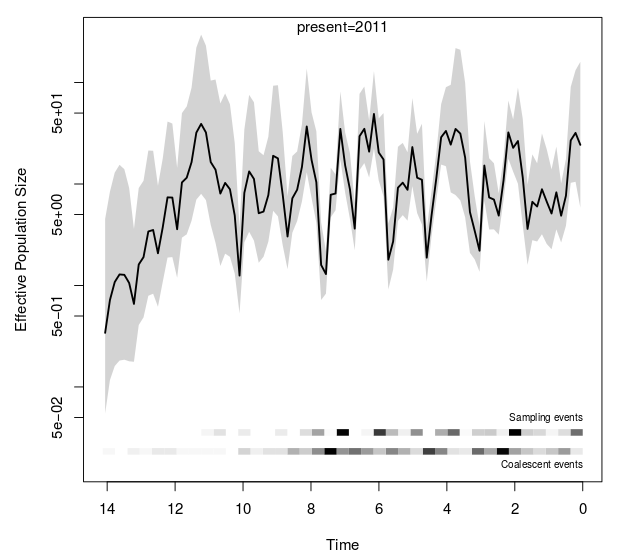 present=2011
Effective Population Size
5e+01
5e+00
5e-01
5e-02
Sampling events
Coalescent events
14 12 10 8 6 4 2 0
Time